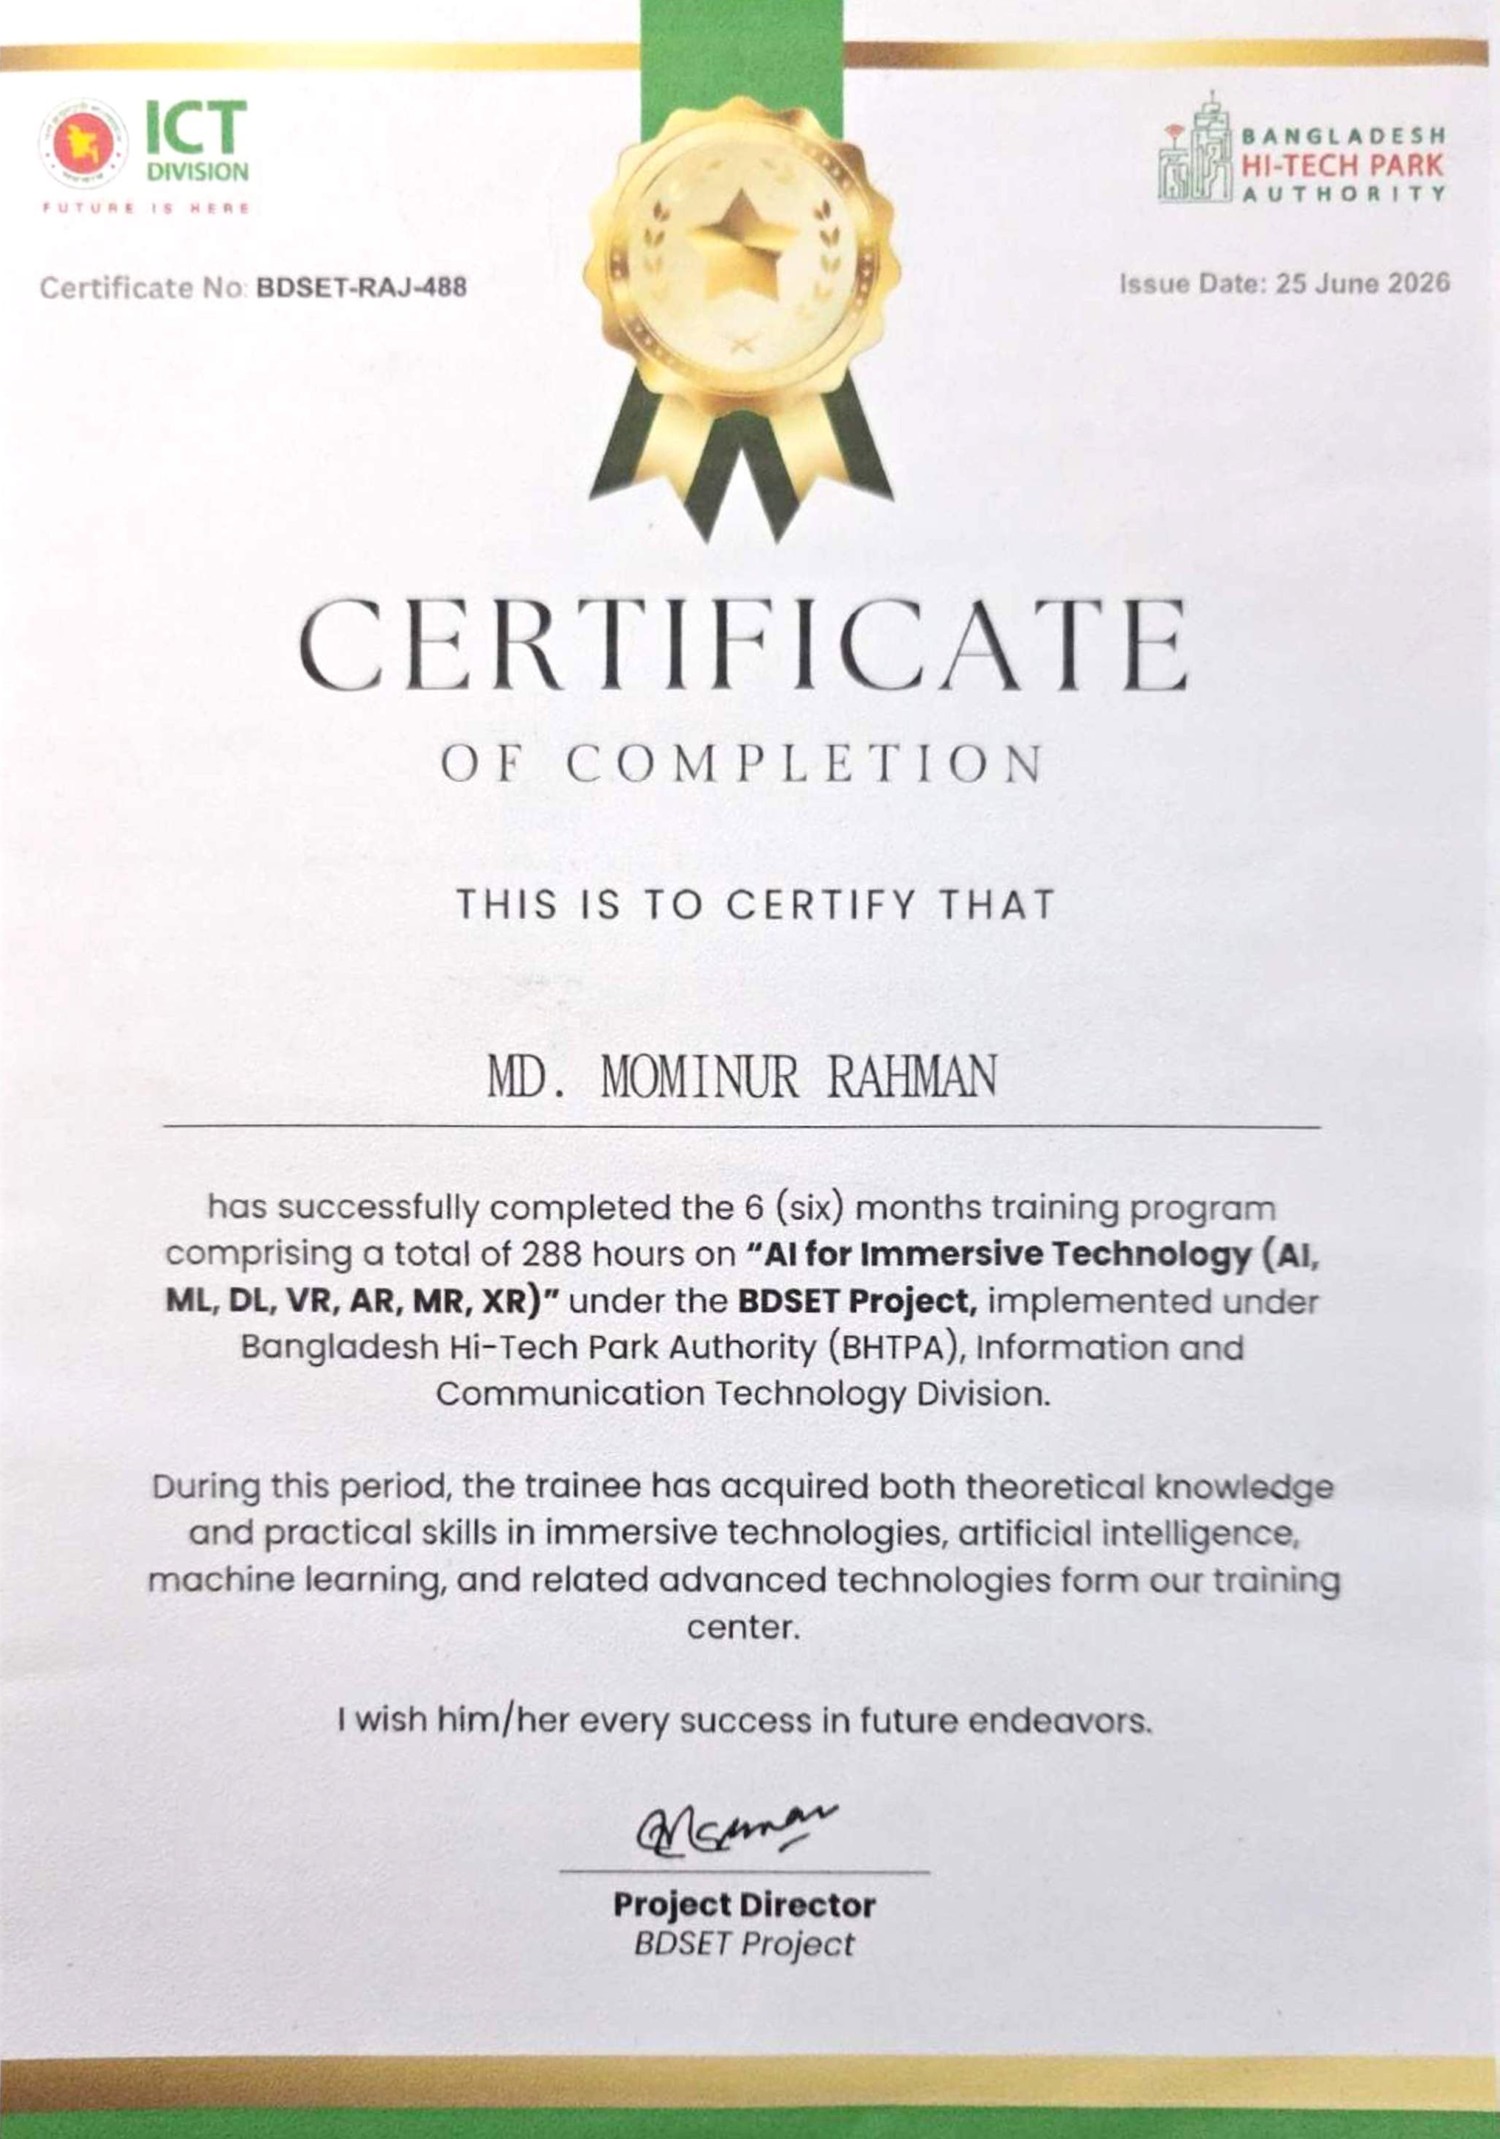 ICT
DIVISION
FUTURE IS HERE
BANGLADESH
HI-TECH PARK
AUTHORITY
Certificate No: BDSET-RAJ-488
Issue Date: 25 June 2026
CERTIFICATE
OF COMPLETION
THIS IS TO CERTIFY THAT
MD. MOMINUR RAHMAN
has successfully completed the 6 (six) months training program
comprising a total of 288 hours on "AI for Immersive Technology (AI,
ML, DL, VR, AR, MR, XR)" under the BDSET Project, implemented under
Bangladesh Hi-Tech Park Authority (BHTPA), Information and
Communication Technology Division.
During this period, the trainee has acquired both theoretical knowledge
and practical skills in immersive technologies, artificial intelligence,
machine learning, and related advanced technologies form our training
center.
I wish him/her every success in future endeavors.
Project Director
BDSET Project